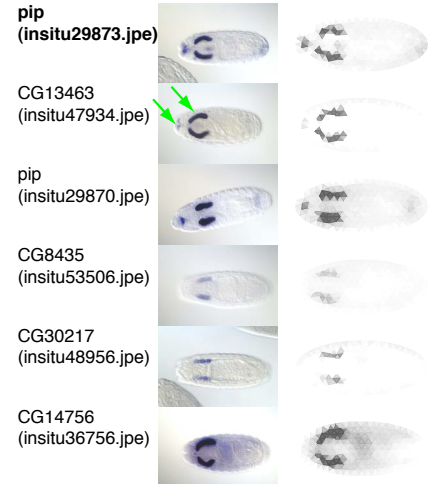 pip
(insitu29873.jpe)
CG13463
(insitu47934.jpe)
pip
(insitu29870.jpe)
CG8435
(insitu53506.jpe)
CG30217
(insitu48956.jpe)
CG14756
(insitu36756.jpe)